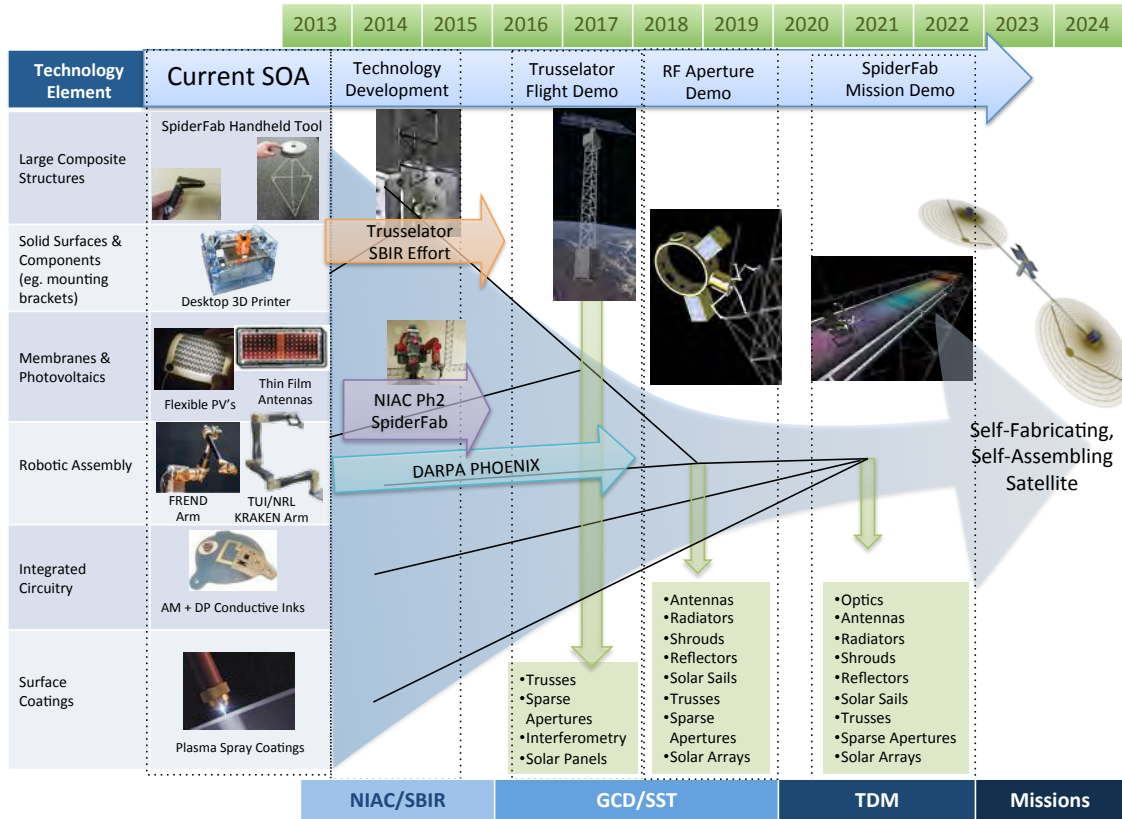 2013 2014 2015 2016 2017 2018 2019 2020 2021 2022 2023 2024
Technology
Element
Current SOA
Technology
Development
Trusselator
Flight Demo
RF Aperture
Demo
SpiderFab
Mission Demo
Large Composite
Structures
SpiderFab Handheld Tool
Solid Surfaces &
Components
(eg. mounting
brackets)
Desktop 3D Printer
Trusselator
SBIR Effort
Membranes &
Photovoltaics
Flexible PV's
Thin Film
Antennas
NIAC Ph2
SpiderFab
Robotic Assembly
FREND
Arm
TUI/NRL
KRAKEN Arm
DARPA PHOENIX
Self-Fabricating,
Self-Assembling
Satellite
Integrated
Circuitry
AM + DP Conductive Inks
Surface
Coatings
Plasma Spray Coatings
•Trusses
•Sparse
Apertures
•Interferometry
•Solar Panels
•Antennas
•Radiators
•Shrouds
•Reflectors
•Solar Sails
•Trusses
•Sparse
Apertures
•Solar Arrays
•Optics
•Antennas
•Radiators
•Shrouds
•Reflectors
•Solar Sails
•Trusses
•Sparse Apertures
•Solar Arrays
NIAC/SBIR
GCD/SST
TDM
Missions